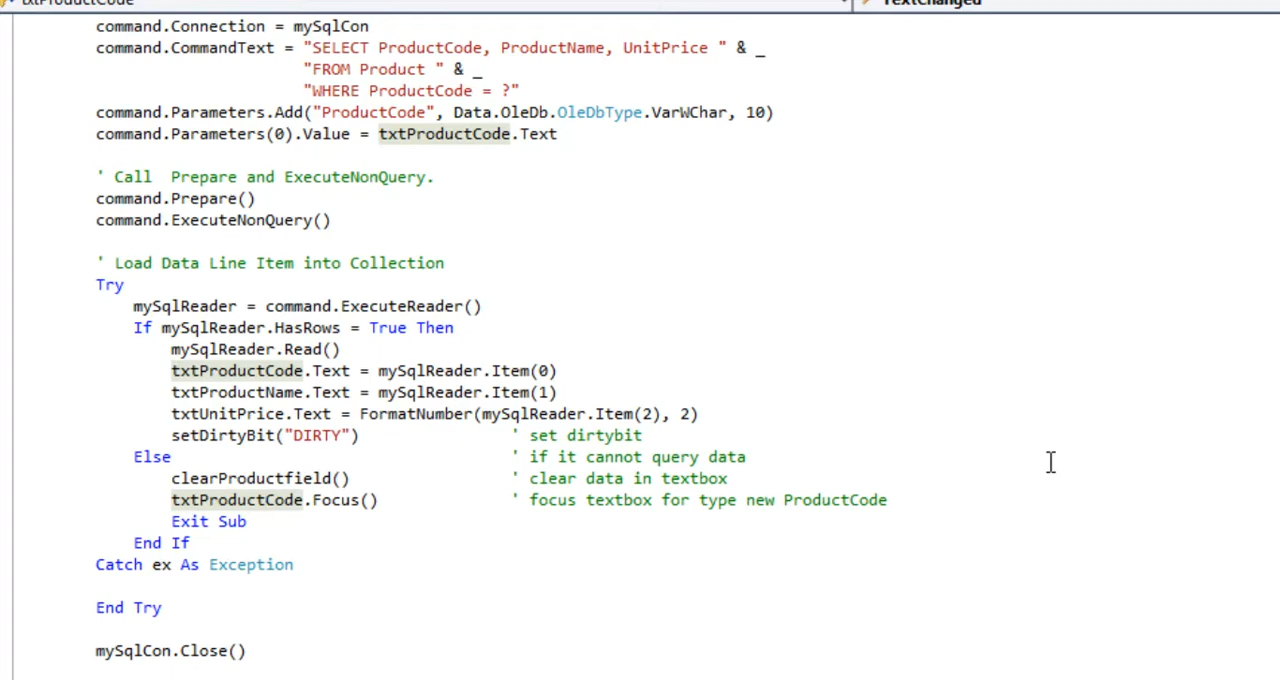 txtProductCode TextChanged
command.Connection = mySqlCon
command.CommandText = "SELECT ProductCode, ProductName, UnitPrice " & _
"FROM Product " & _
"WHERE ProductCode = ?"
command.Parameters.Add("ProductCode", Data.OleDb.OleDbType.VarWChar, 10)
command.Parameters(0).Value = txtProductCode.Text
' Call  Prepare and ExecuteNonQuery.
command.Prepare()
command.ExecuteNonQuery()
' Load Data Line Item into Collection
Try
mySqlReader = command.ExecuteReader()
If mySqlReader.HasRows = True Then
mySqlReader.Read()
txtProductCode.Text = mySqlReader.Item(0)
txtProductName.Text = mySqlReader.Item(1)
txtUnitPrice.Text = FormatNumber(mySqlReader.Item(2), 2)
setDirtyBit("DIRTY") ' set dirtybit
Else ' if it cannot query data
clearProductfield() ' clear data in textbox
txtProductCode.Focus() ' focus textbox for type new ProductCode
Exit Sub
End If
Catch ex As Exception
End Try
mySqlCon.Close()